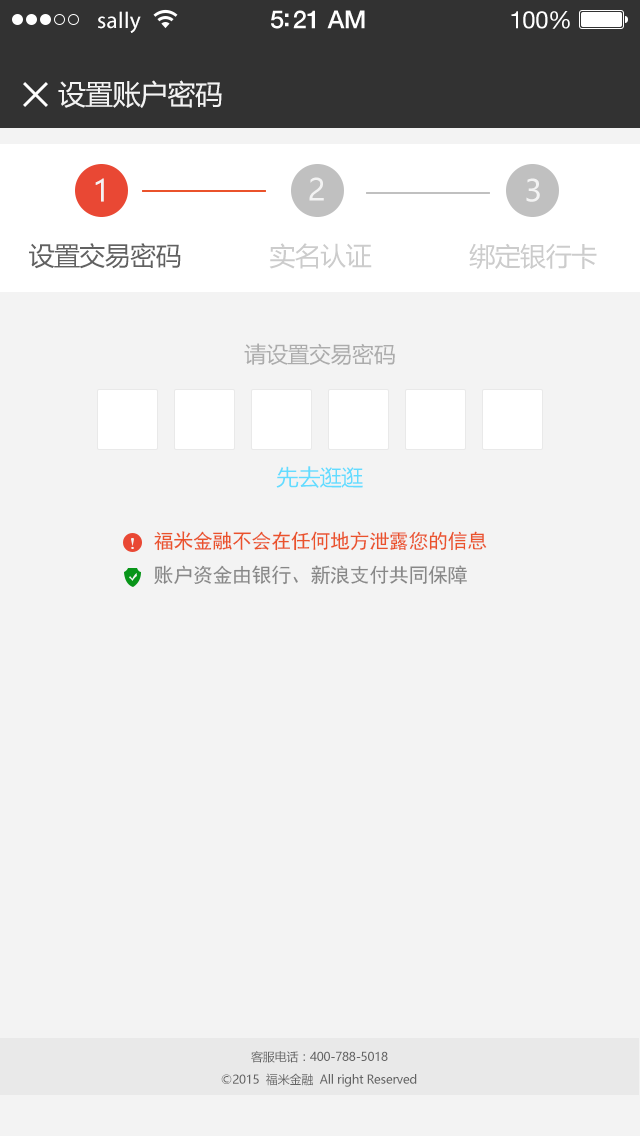 sally 5:21 AM 100%
设置账户密码
1 2 3
设置交易密码 实名认证 绑定银行卡
请设置交易密码
先去逛逛
福米金融不会在任何地方泄露您的信息
账户资金由银行、新浪支付共同保障
客服电话：400-788-5018
©2015 福米金融 All right Reserved